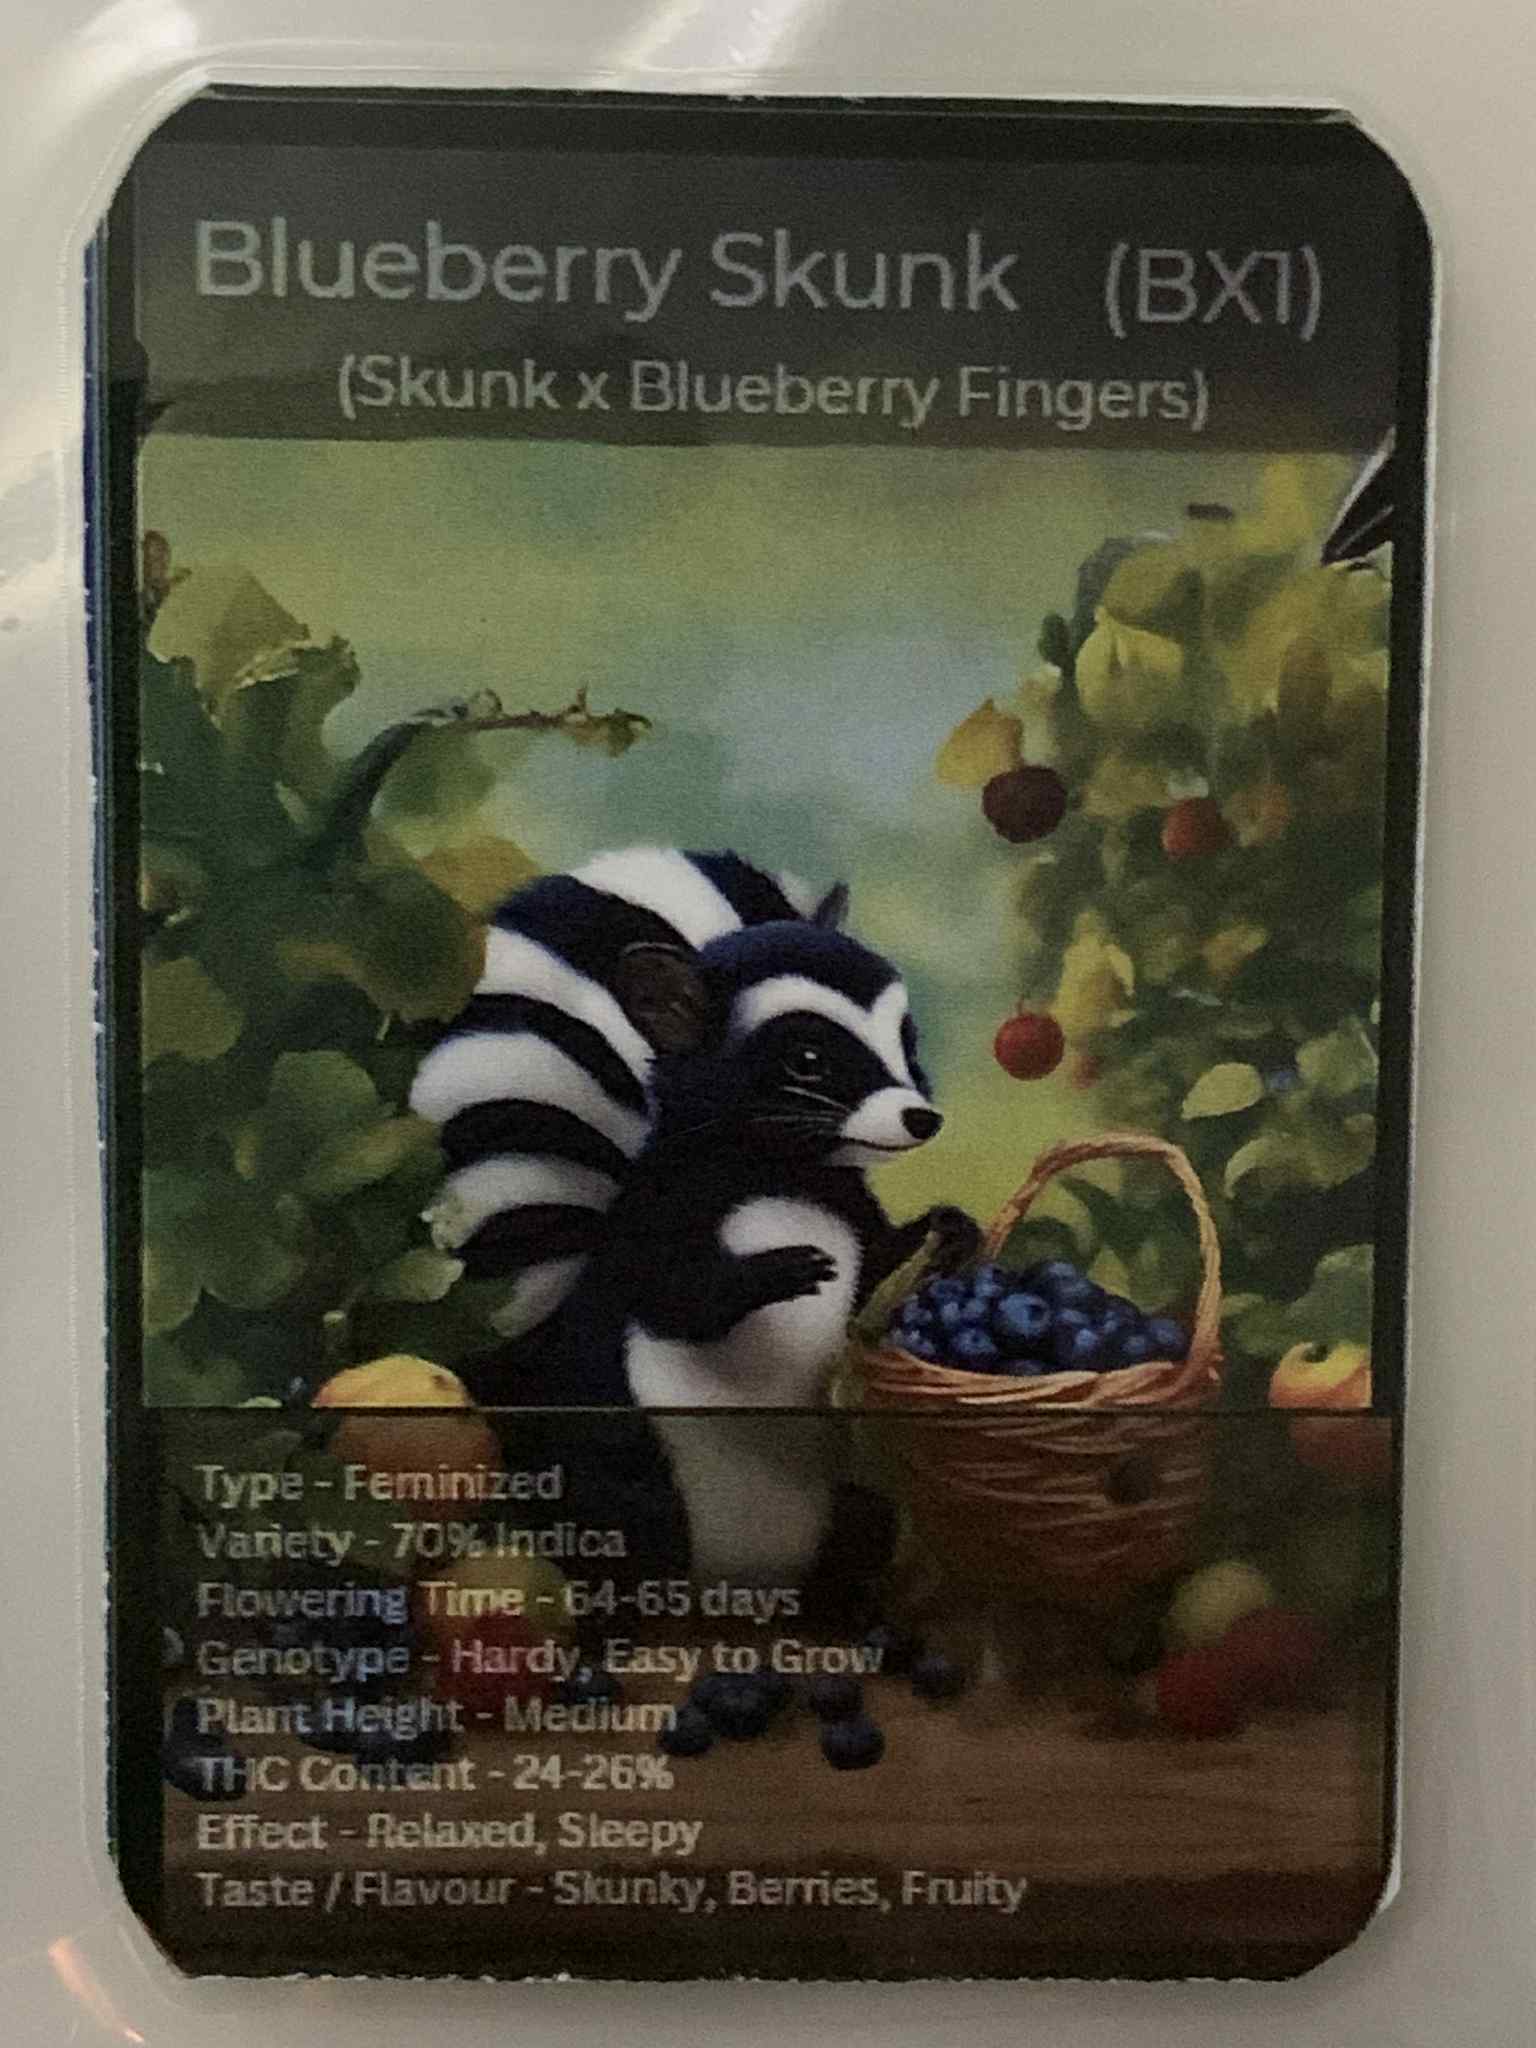 Blueberry Skunk (BX1)
(Skunk x Blueberry Fingers)
Type - Feminized
Variety - 70% Indica
Flowering Time - 64-65 days
Genotype - Hardy, Easy to Grow
Plant Height - Medium
THC Content - 24-26%
Effect - Relaxed, Sleepy
Taste / Flavour - Skunky, Berries, Fruity